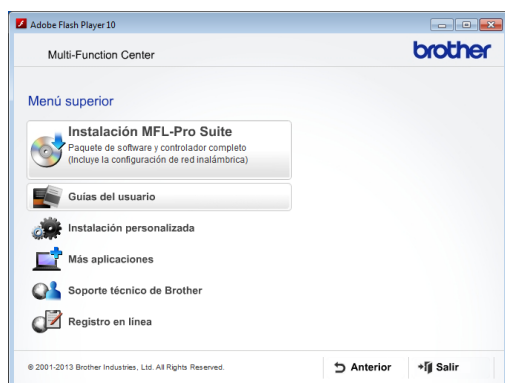 Adobe Flash Player 10
Multi-Function Center
brother
Menú superior
Instalación MFL-Pro Suite
Paquete de software y controlador completo
(Incluye la configuración de red inalámbrica)
Guías del usuario
Instalación personalizada
Más aplicaciones
Soporte técnico de Brother
Registro en línea
© 2001-2013 Brother Industries, Ltd. All Rights Reserved.
Anterior
Salir